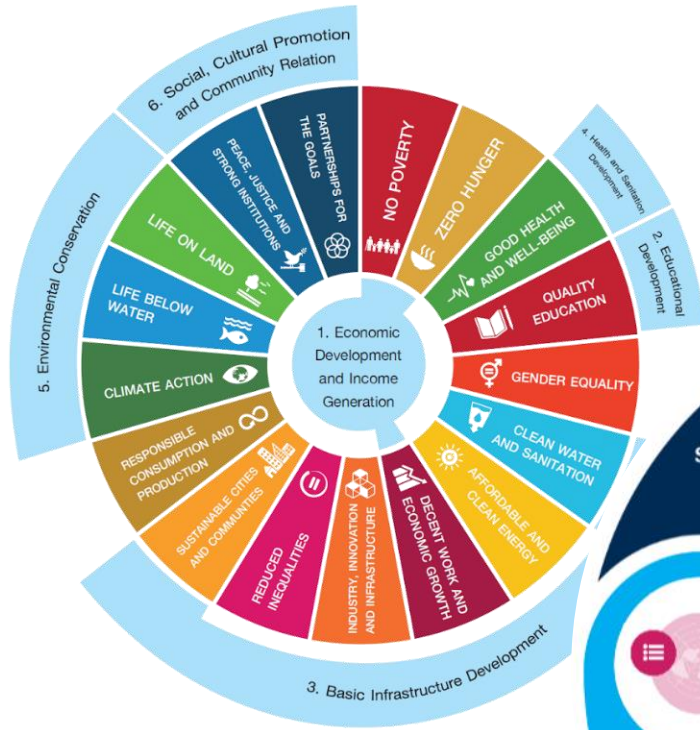 6. Social, Cultural Promotion
and Community Relation
5. Environmental Conservation
4. Health and Sanitation
Development
2. Educational
Development
3. Basic Infrastructure Development
1. Economic
Development
and Income
Generation
NO POVERTY
ZERO HUNGER
GOOD HEALTH
AND WELL-BEING
QUALITY
EDUCATION
GENDER EQUALITY
CLEAN WATER
AND SANITATION
AFFORDABLE AND
CLEAN ENERGY
DECENT WORK AND
ECONOMIC GROWTH
INDUSTRY, INNOVATION
AND INFRASTRUCTURE
REDUCED
INEQUALITIES
SUSTAINABLE CITIES
AND COMMUNITIES
RESPONSIBLE
CONSUMPTION AND
PRODUCTION
CLIMATE ACTION
LIFE BELOW
WATER
LIFE ON LAND
PEACE, JUSTICE AND
STRONG INSTITUTIONS
PARTNERSHIPS FOR
THE GOALS
S